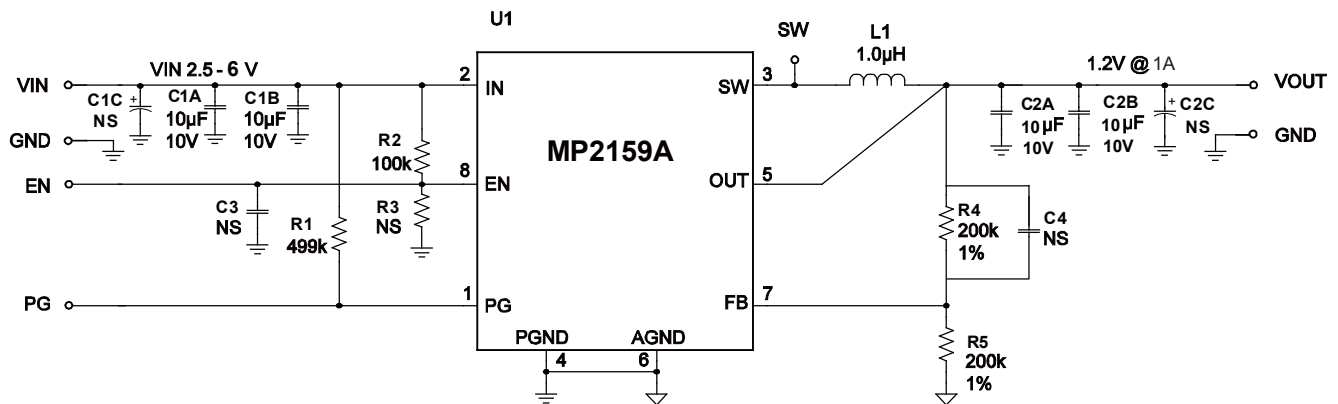 U1
SW
L1
1.0µH
VIN
VIN 2.5 - 6 V
2
IN
SW
3
1.2V @ 1A
VOUT
C1C
NS
+
C1A
10µF
10V
C1B
10µF
10V
C2A
10µF
10V
C2B
10µF
10V
+
C2C
NS
GND
GND
R2
100k
MP2159A
EN
8
EN
OUT
5
C3
NS
R1
499k
R3
NS
R4
200k
1%
C4
NS
PG
1
PG
FB
7
PGND
AGND
4
6
R5
200k
1%